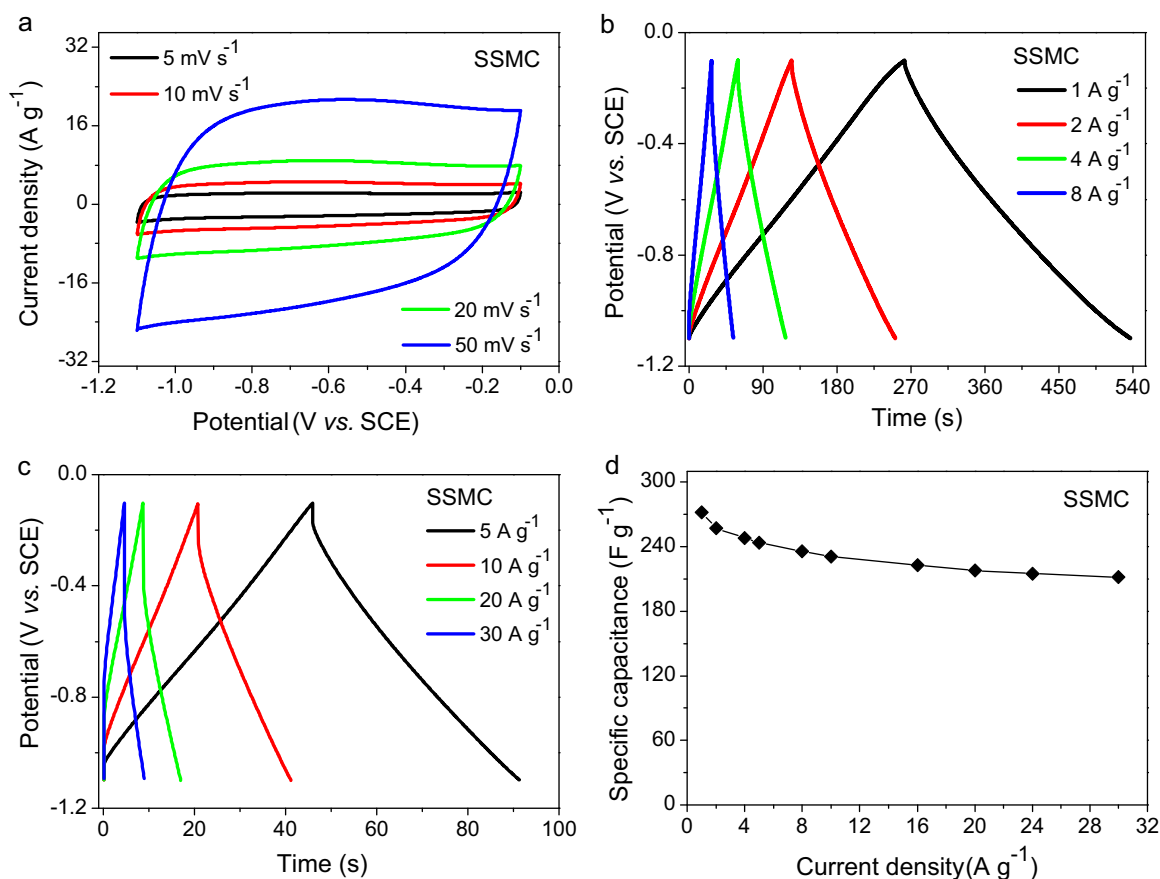 a
5 mV s⁻¹
10 mV s⁻¹
SSMC
20 mV s⁻¹
50 mV s⁻¹
32
16
0
-16
-32
Current density (A g⁻¹)
-1.2 -1.0 -0.8 -0.6 -0.4 -0.2 0.0
Potential (V vs. SCE)
b
SSMC
1 A g⁻¹
2 A g⁻¹
4 A g⁻¹
8 A g⁻¹
0.0
-0.4
-0.8
-1.2
Potential (V vs. SCE)
0 90 180 270 360 450 540
Time (s)
c
SSMC
5 A g⁻¹
10 A g⁻¹
20 A g⁻¹
30 A g⁻¹
0.0
-0.4
-0.8
-1.2
Potential (V vs. SCE)
0 20 40 60 80 100
Time (s)
d
SSMC
300
240
180
120
60
0
Specific capacitance (F g⁻¹)
0 4 8 12 16 20 24 28 32
Current density (A g⁻¹)